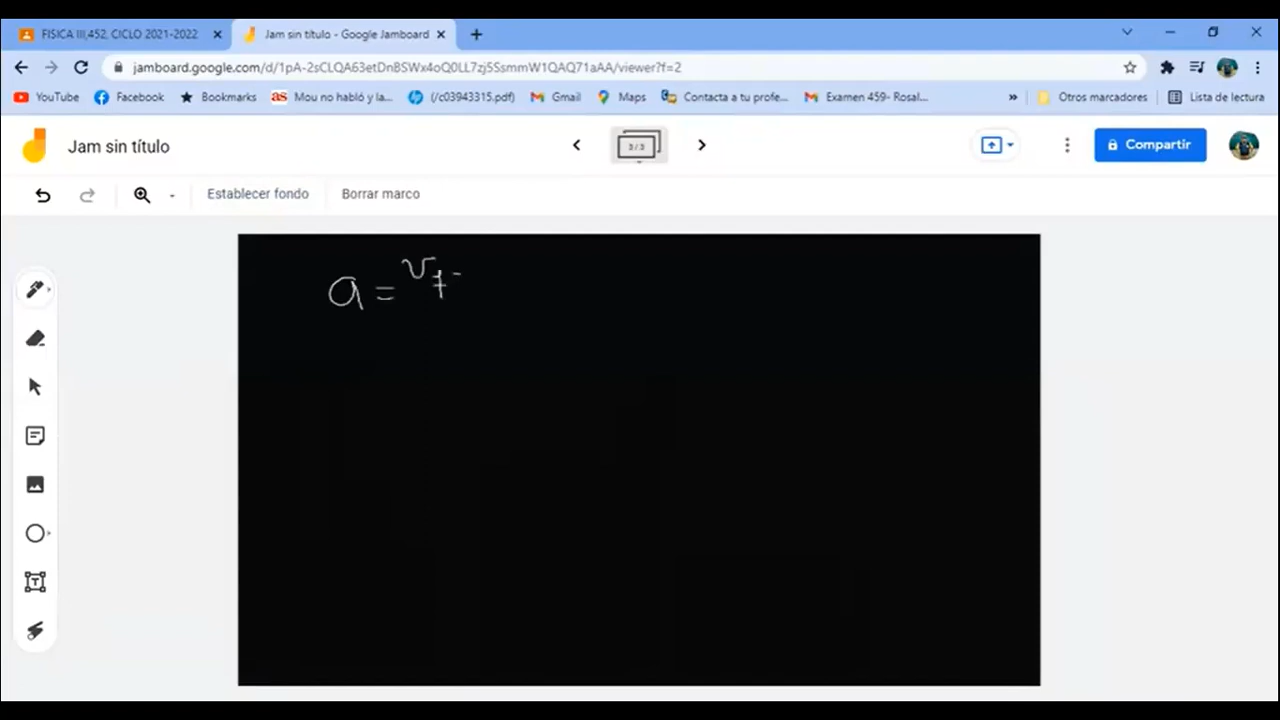 FISICA III,452, CICLO 2021-2022
Jam sin título - Google Jamboard
jamboard.google.com/d/1pA-2sCLQA63etDnBSWx4oQ0LL7zj5SsmmW1QAQ71aAA/viewer?f=2
YouTube Facebook Bookmarks as Mou no habló y la... (/c03943315.pdf) Gmail Maps Contacta a tu profe... Examen 459- Rosal... » Otros marcadores Lista de lectura
Jam sin título
3 / 3
Compartir
Establecer fondo Borrar marco
a = vf -